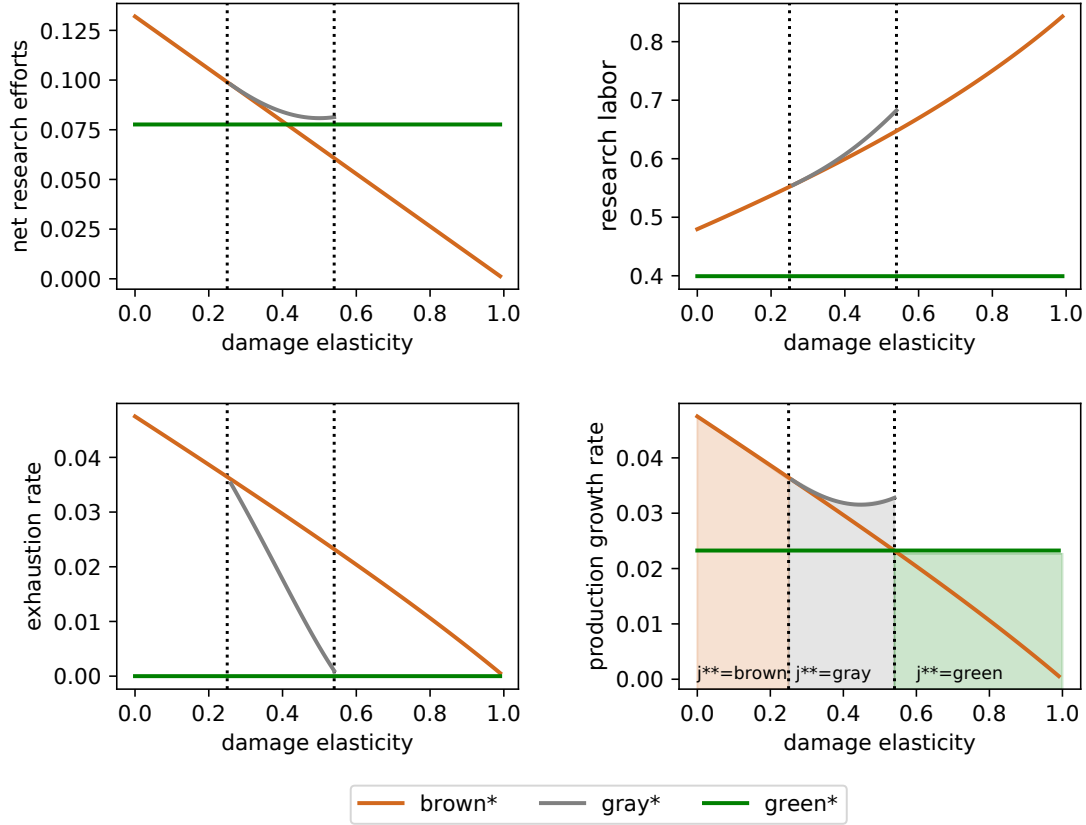 net research efforts
0.125
0.100
0.075
0.050
0.025
0.000
0.0 0.2 0.4 0.6 0.8 1.0
damage elasticity
research labor
0.8
0.7
0.6
0.5
0.4
0.0 0.2 0.4 0.6 0.8 1.0
damage elasticity
exhaustion rate
0.04
0.03
0.02
0.01
0.00
0.0 0.2 0.4 0.6 0.8 1.0
damage elasticity
production growth rate
0.04
0.03
0.02
0.01
0.00
j**=brown j**=gray j**=green
0.0 0.2 0.4 0.6 0.8 1.0
damage elasticity
brown* gray* green*